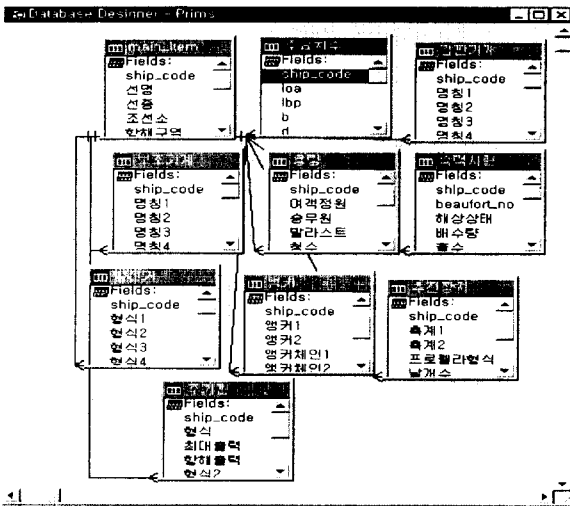 Database Designer - Prims
main_item
Fields:
ship_code
선명
선종
조선소
항해구역
주요치수
Fields:
ship_code
loa
lbp
b
d
갑판기계
Fields:
ship_code
명칭1
명칭2
명칭3
명칭4
Fields:
ship_code
명칭1
명칭2
명칭3
명칭4
Fields:
ship_code
여객정원
승무원
발라스트
Fields:
ship_code
beaufort_no
해상상태
배수량
흘수
Fields:
ship_code
형식1
형식2
형식3
형식4
Fields:
ship_code
앵커1
앵커2
앵커체인1
앵커체인2
Fields:
ship_code
축계1
축계2
프로펠라형식
날개수
Fields:
ship_code
형식
최대출력
항해출력
형식2